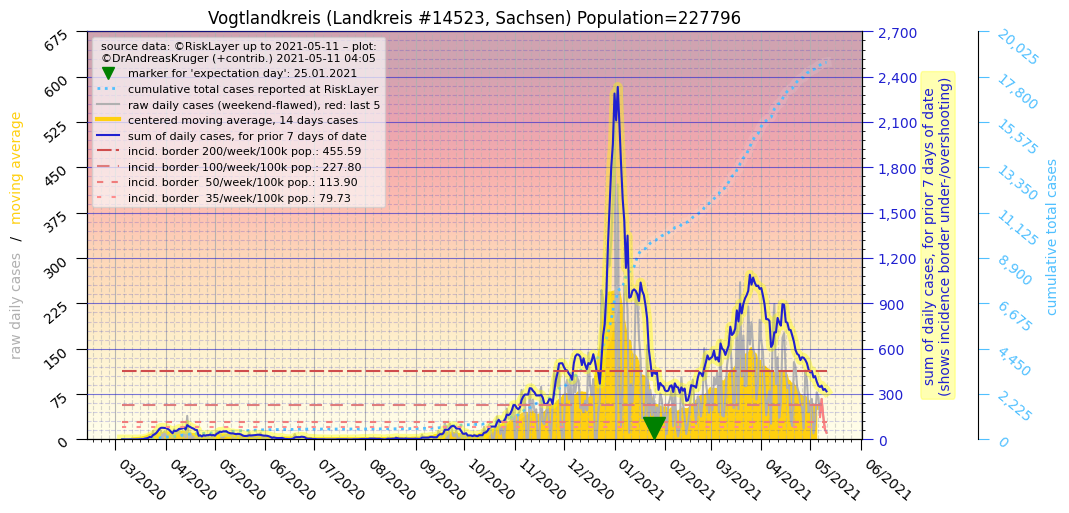 Vogtlandkreis (Landkreis #14523, Sachsen) Population=227796
source data: ©RiskLayer up to 2021-05-11 – plot:
©DrAndreasKruger (+contrib.) 2021-05-11 04:05
marker for 'expectation day': 25.01.2021
cumulative total cases reported at RiskLayer
raw daily cases (weekend-flawed), red: last 5
centered moving average, 14 days cases
sum of daily cases, for prior 7 days of date
incid. border 200/week/100k pop.: 455.59
incid. border 100/week/100k pop.: 227.80
incid. border  50/week/100k pop.: 113.90
incid. border  35/week/100k pop.: 79.73
raw daily cases / moving average
675
600
525
450
375
300
225
150
75
0
03/2020
04/2020
05/2020
06/2020
07/2020
08/2020
09/2020
10/2020
11/2020
12/2020
01/2021
02/2021
03/2021
04/2021
05/2021
06/2021
2,700
2,400
2,100
1,800
1,500
1,200
900
600
300
0
sum of daily cases, for prior 7 days of date
(shows incidence border under-/overshooting)
20,025
17,800
15,575
13,350
11,125
8,900
6,675
4,450
2,225
0
cumulative total cases